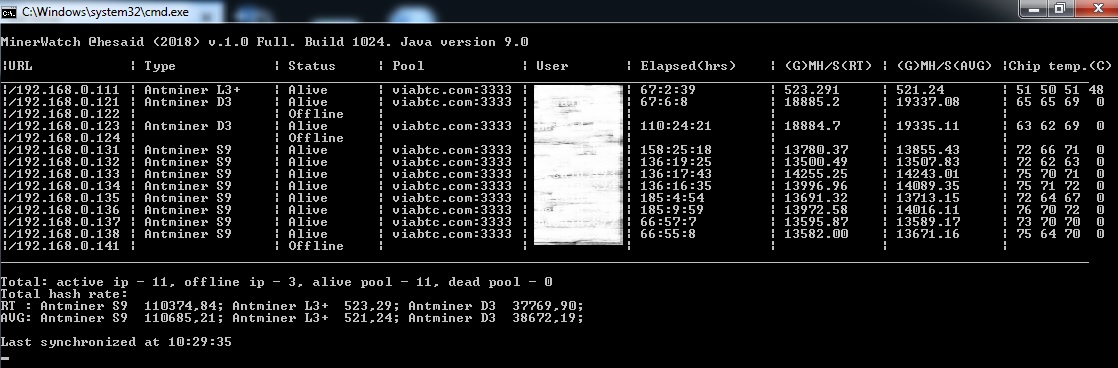 C:\Windows\system32\cmd.exe
MinerWatch @hesaid (2018) v.1.0 Full. Build 1024. Java version 9.0
¦URL ¦ Type ¦ Status ¦ Pool ¦ User ¦ Elapsed(hrs) ¦ (G)MH/S(RT) ¦ (G)MH/S(AVG) ¦Chip temp.(C)
¦/192.168.0.111 ¦ Antminer L3+ ¦ Alive ¦ viabtc.com:3333 ¦ ¦ 67:2:39 ¦ 523.291 ¦ 521.24 ¦ 51 50 51 48
¦/192.168.0.121 ¦ Antminer D3 ¦ Alive ¦ viabtc.com:3333 ¦ ¦ 67:6:8 ¦ 18885.2 ¦ 19337.08 ¦ 65 65 69 0
¦/192.168.0.122 ¦ ¦ Offline ¦ ¦ ¦ ¦ ¦ ¦
¦/192.168.0.123 ¦ Antminer D3 ¦ Alive ¦ viabtc.com:3333 ¦ ¦ 110:24:21 ¦ 18884.7 ¦ 19335.11 ¦ 63 62 69 0
¦/192.168.0.124 ¦ ¦ Offline ¦ ¦ ¦ ¦ ¦ ¦
¦/192.168.0.131 ¦ Antminer S9 ¦ Alive ¦ viabtc.com:3333 ¦ ¦ 158:25:18 ¦ 13780.37 ¦ 13855.43 ¦ 72 66 71 0
¦/192.168.0.132 ¦ Antminer S9 ¦ Alive ¦ viabtc.com:3333 ¦ ¦ 136:19:25 ¦ 13500.49 ¦ 13507.83 ¦ 72 62 63 0
¦/192.168.0.133 ¦ Antminer S9 ¦ Alive ¦ viabtc.com:3333 ¦ ¦ 136:17:43 ¦ 14255.25 ¦ 14243.01 ¦ 75 70 71 0
¦/192.168.0.134 ¦ Antminer S9 ¦ Alive ¦ viabtc.com:3333 ¦ ¦ 136:16:35 ¦ 13996.96 ¦ 14089.35 ¦ 75 71 72 0
¦/192.168.0.135 ¦ Antminer S9 ¦ Alive ¦ viabtc.com:3333 ¦ ¦ 185:4:54 ¦ 13691.32 ¦ 13713.15 ¦ 72 64 67 0
¦/192.168.0.136 ¦ Antminer S9 ¦ Alive ¦ viabtc.com:3333 ¦ ¦ 185:9:59 ¦ 13972.58 ¦ 14016.11 ¦ 76 70 72 0
¦/192.168.0.137 ¦ Antminer S9 ¦ Alive ¦ viabtc.com:3333 ¦ ¦ 66:57:7 ¦ 13595.87 ¦ 13589.17 ¦ 73 70 70 0
¦/192.168.0.138 ¦ Antminer S9 ¦ Alive ¦ viabtc.com:3333 ¦ ¦ 66:55:8 ¦ 13582.00 ¦ 13671.16 ¦ 75 64 70 0
¦/192.168.0.141 ¦ ¦ Offline ¦ ¦ ¦ ¦ ¦ ¦
Total: active ip - 11, offline ip - 3, alive pool - 11, dead pool - 0
Total hash rate:
RT : Antminer S9 110374,84; Antminer L3+ 523,29; Antminer D3 37769,90;
AVG: Antminer S9 110685,21; Antminer L3+ 521,24; Antminer D3 38672,19;
Last synchronized at 10:29:35